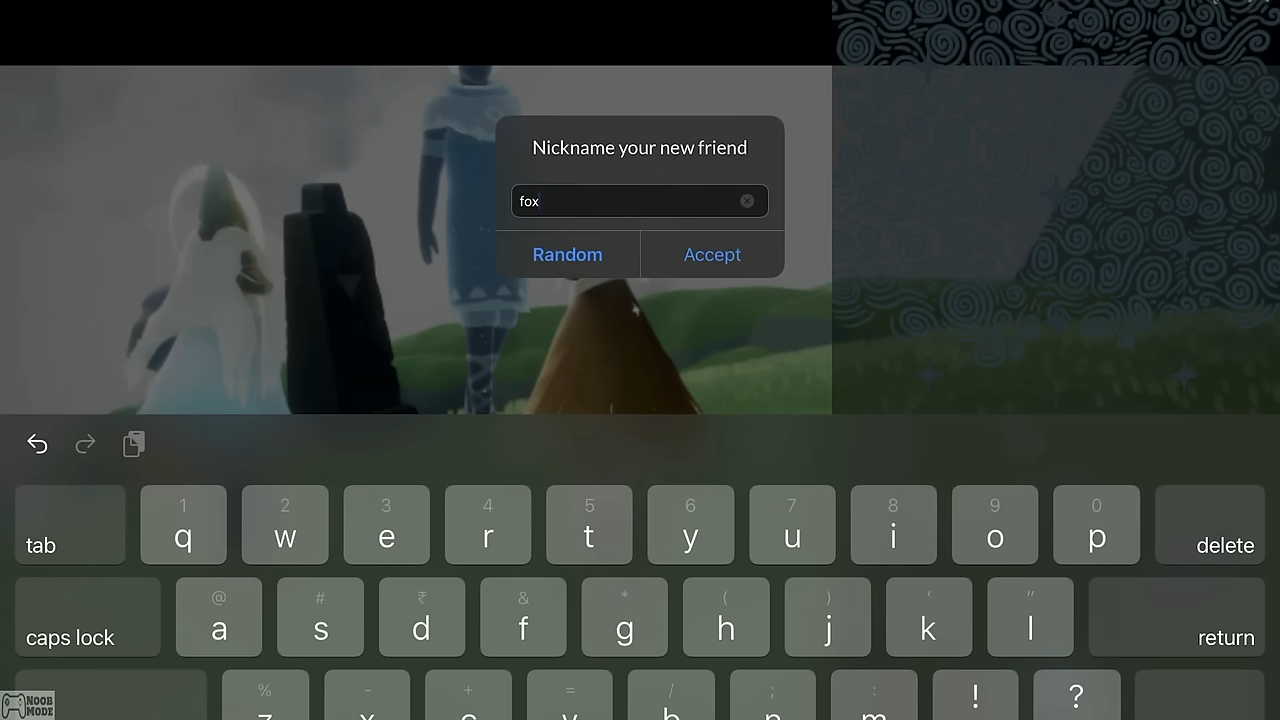 Nickname your new friend
fox
Random Accept
1 2 3 4 5 6 7 8 9 0
tab q w e r t y u i o p delete
@ # ₹ & * ( ) ' "
caps lock a s d f g h j k l return
% - + = / ; : ! ?
z x c v b n m
NOOB
MODE